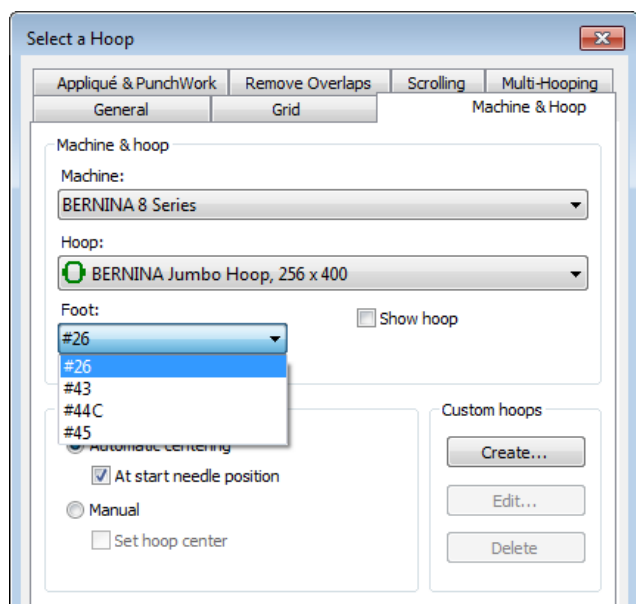 Select a Hoop
Appliqué & PunchWork Remove Overlaps Scrolling Multi-Hooping
General Grid Machine & Hoop
Machine & hoop
Machine:
BERNINA 8 Series
Hoop:
BERNINA Jumbo Hoop, 256 x 400
Foot:
Show hoop
#26
#26
#43
#44C
#45
Custom hoops
Automatic centering
Create...
At start needle position
Manual
Edit...
Set hoop center
Delete